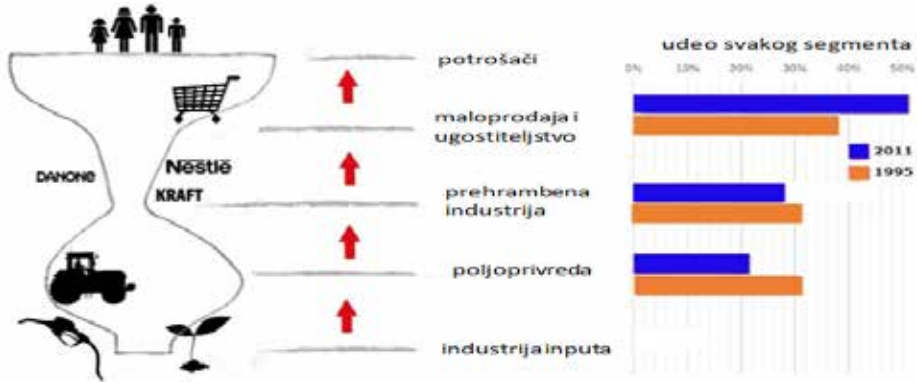 udeo svakog segmenta
0% 10% 20% 30% 40% 50%
potrošači
maloprodaja i
ugostiteljstvo
2011
1995
DANONE
Nestlé
KRAFT
prehrambena
industrija
poljoprivreda
industrija inputa